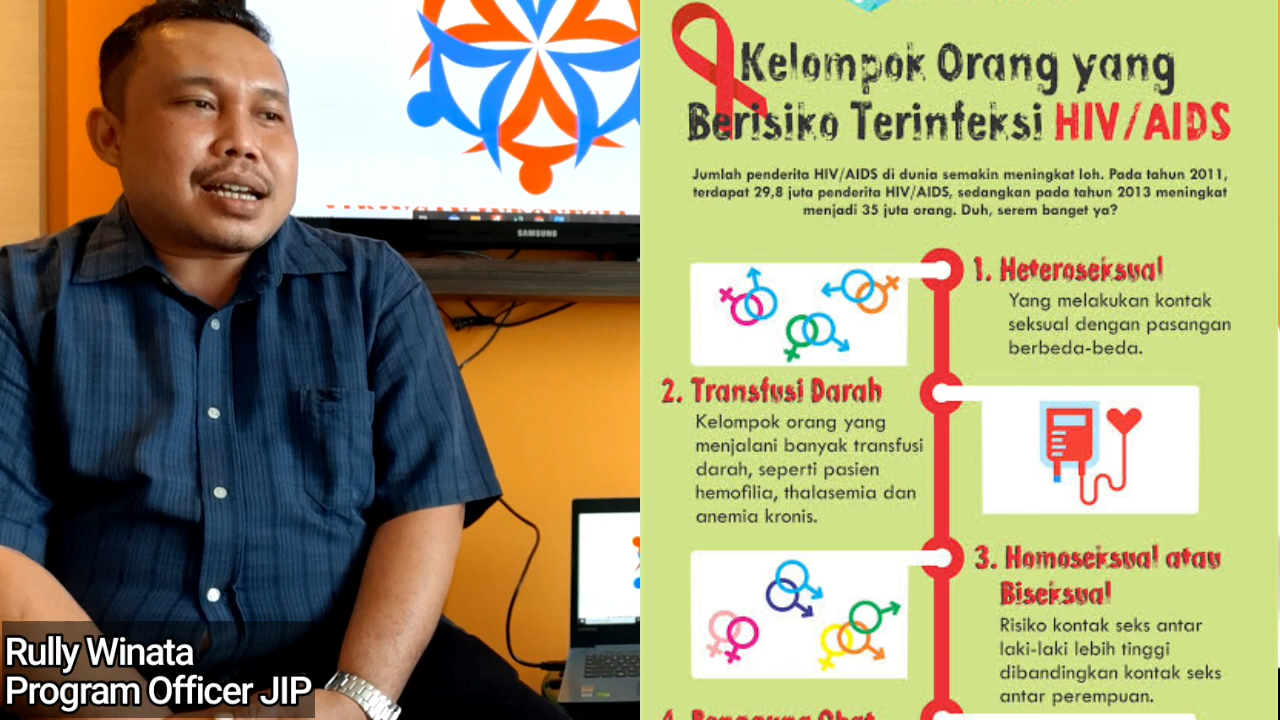 SAMSUNG
Rully Winata
Program Officer JIP
Kelompok Orang yang
Berisiko Terinfeksi HIV/AIDS
Jumlah penderita HIV/AIDS di dunia semakin meningkat loh. Pada tahun 2011,
terdapat 29,8 juta penderita HIV/AIDS, sedangkan pada tahun 2013 meningkat
menjadi 35 juta orang. Duh, serem banget ya?
1. Heteroseksual
Yang melakukan kontak
seksual dengan pasangan
berbeda-beda.
2. Transfusi Darah
Kelompok orang yang
menjalani banyak transfusi
darah, seperti pasien
hemofilia, thalasemia dan
anemia kronis.
3. Homoseksual atau
Biseksual
Risiko kontak seks antar
laki-laki lebih tinggi
dibandingkan kontak seks
antar perempuan.